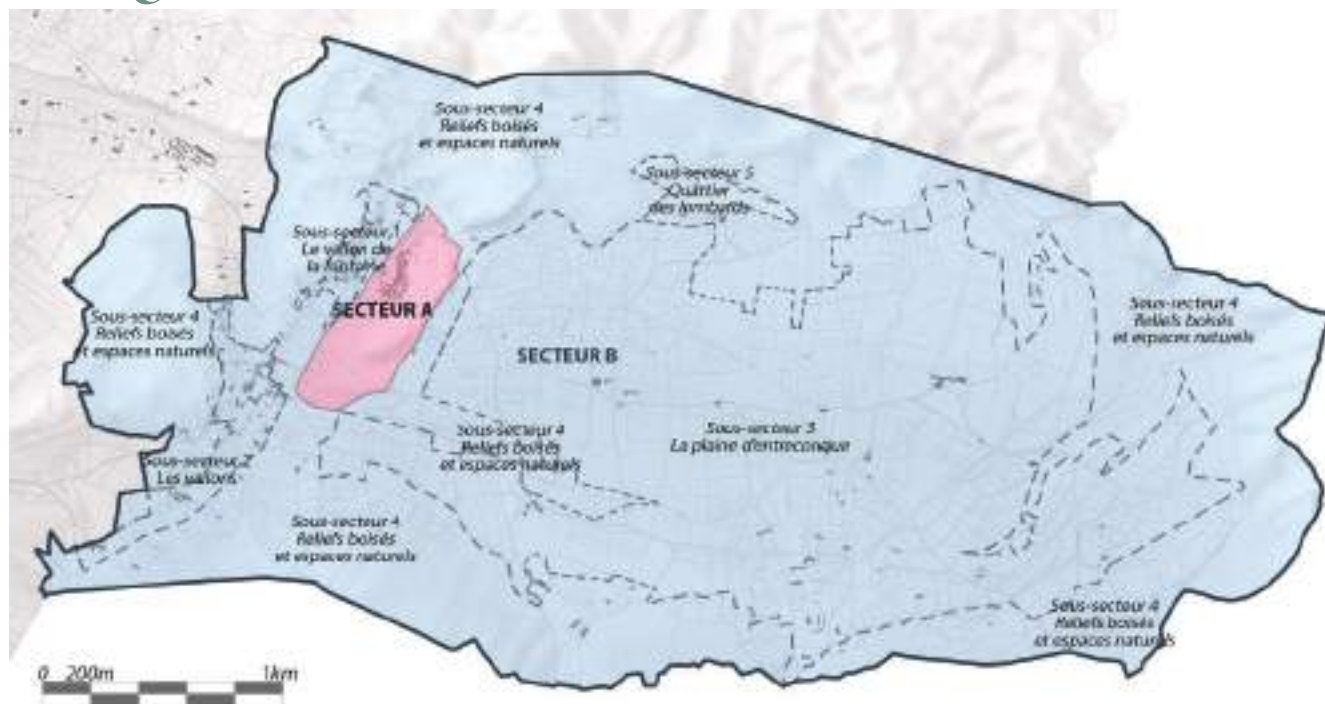 Sous-secteur 4
Reliefs boisés
et espaces naturels
Sous-secteur 5
Quartier
des lombards
Sous-secteur 1
Le vallon de
la fontaine
SECTEUR A
Sous-secteur 4
Reliefs boisés
et espaces naturels
Sous-secteur 4
Reliefs boisés
et espaces naturels
SECTEUR B
Sous-secteur 4
Reliefs boisés
et espaces naturels
Sous-secteur 3
La plaine d'entreconque
Sous-secteur 2
Les vallons
Sous-secteur 4
Reliefs boisés
et espaces naturels
Sous-secteur 4
Reliefs boisés
et espaces naturels
0 200m 1km